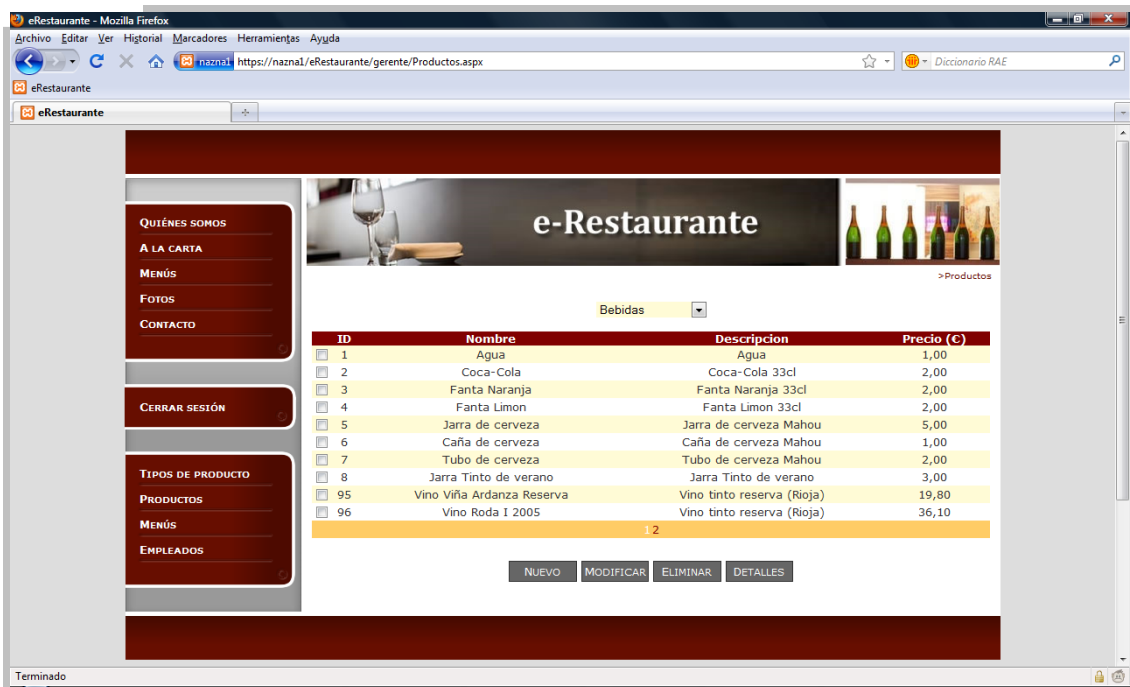 eRestaurante - Mozilla Firefox
Archivo Editar Ver Historial Marcadores Herramientas Ayuda
nazna1 https://nazna1/eRestaurante/gerente/Productos.aspx Diccionario RAE
eRestaurante
eRestaurante
e-Restaurante
>Productos
QUIÉNES SOMOS
A LA CARTA
MENÚS
FOTOS
CONTACTO
CERRAR SESIÓN
TIPOS DE PRODUCTO
PRODUCTOS
MENÚS
EMPLEADOS
Bebidas
ID Nombre Descripcion Precio (€)
1 Agua Agua 1,00
2 Coca-Cola Coca-Cola 33cl 2,00
3 Fanta Naranja Fanta Naranja 33cl 2,00
4 Fanta Limon Fanta Limon 33cl 2,00
5 Jarra de cerveza Jarra de cerveza Mahou 5,00
6 Caña de cerveza Caña de cerveza Mahou 1,00
7 Tubo de cerveza Tubo de cerveza Mahou 2,00
8 Jarra Tinto de verano Jarra Tinto de verano 3,00
95 Vino Viña Ardanza Reserva Vino tinto reserva (Rioja) 19,80
96 Vino Roda I 2005 Vino tinto reserva (Rioja) 36,10
1 2
NUEVO MODIFICAR ELIMINAR DETALLES
Terminado